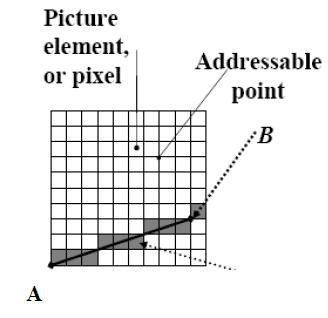 Picture
element,
or pixel
Addressable
point
B
A